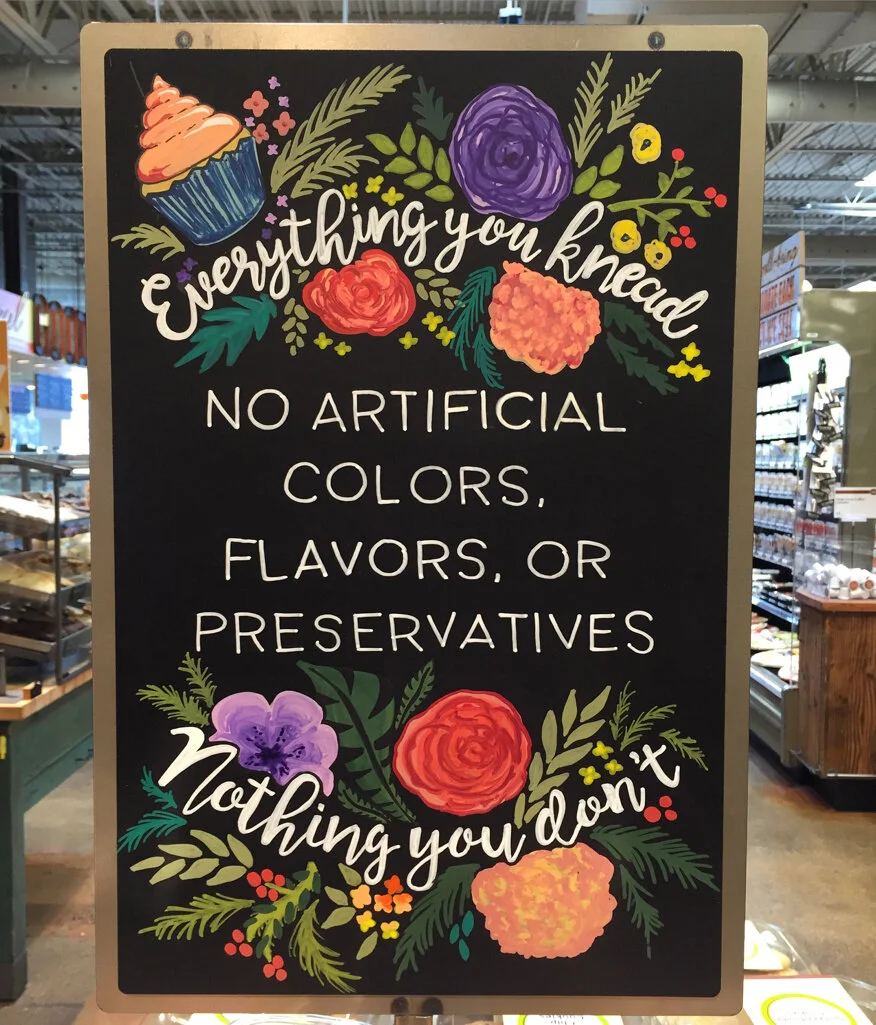 Everything you knead
NO ARTIFICIAL
COLORS,
FLAVORS, OR
PRESERVATIVES
Nothing you don't